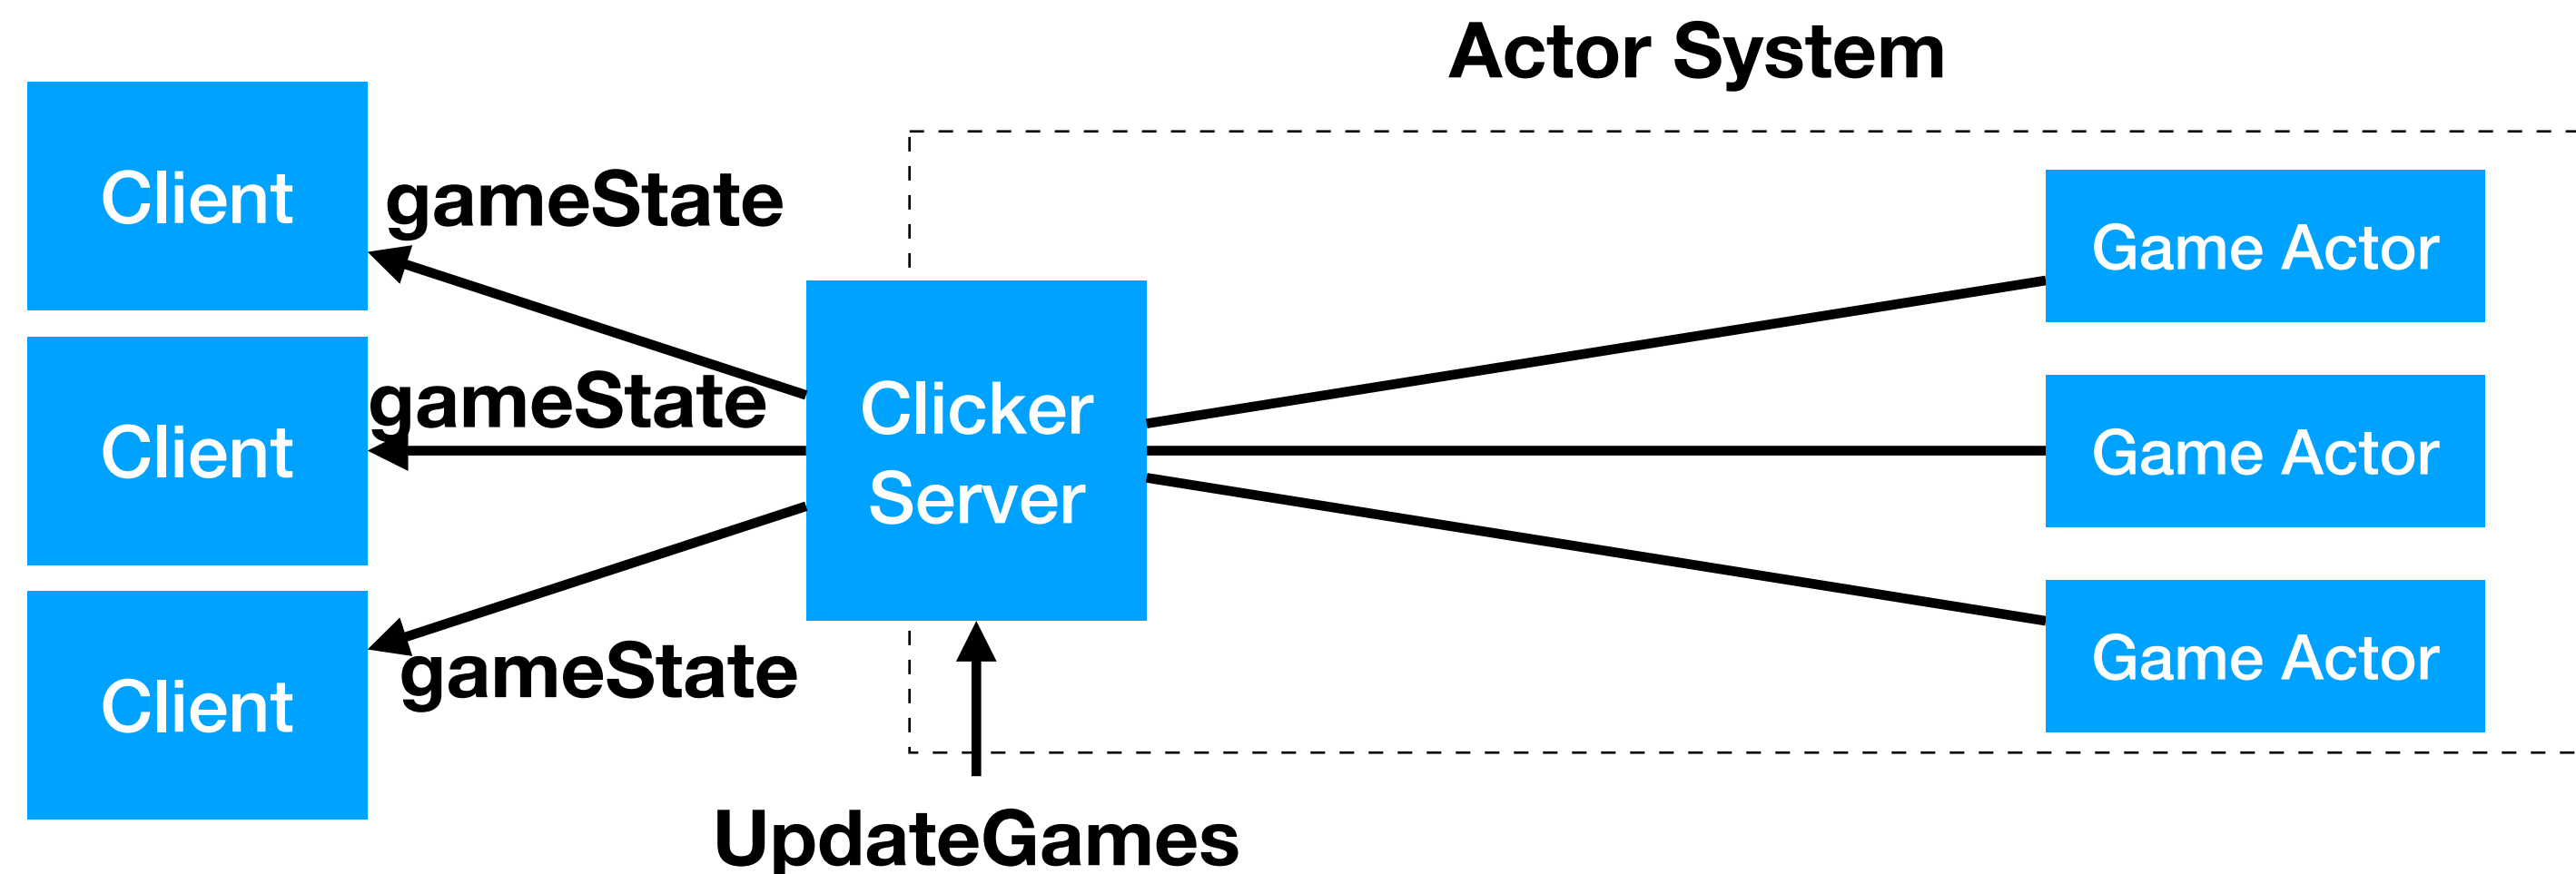 Actor System
Client
gameState
Game Actor
Client
gameState
Clicker
Server
Game Actor
Client
gameState
Game Actor
UpdateGames